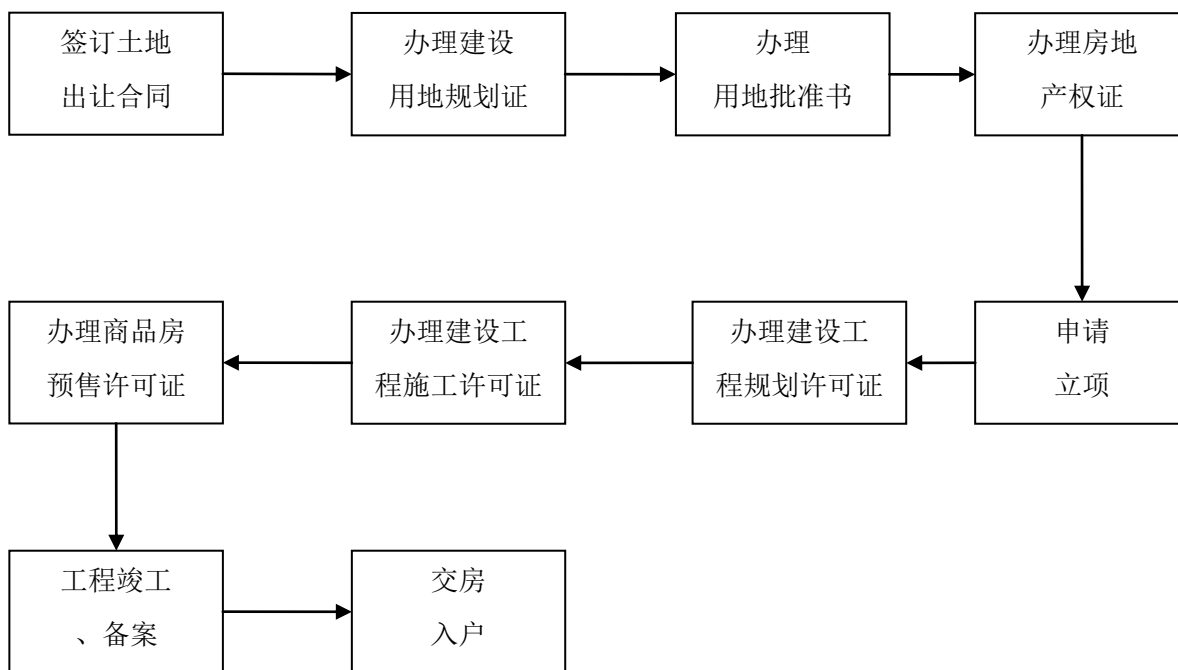 签订土地
出让合同
办理建设
用地规划证
办理
用地批准书
办理房地
产权证
申请
立项
办理建设工
程规划许可证
办理建设工
程施工许可证
办理商品房
预售许可证
工程竣工
、备案
交房
入户